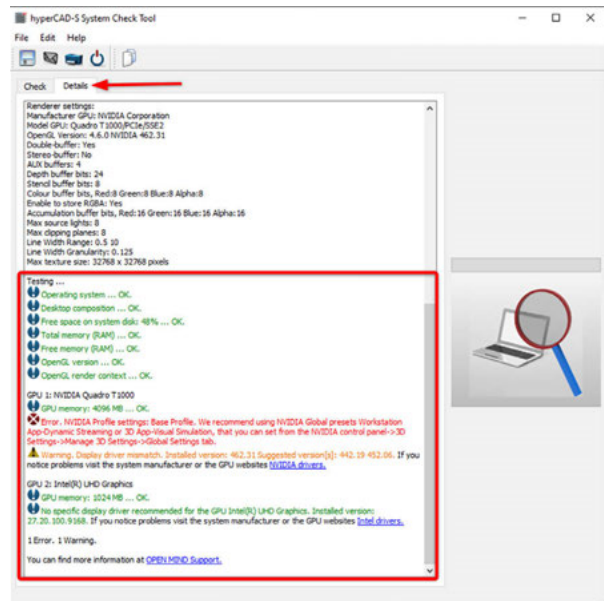 hyperCAD-S System Check Tool
File Edit Help
Check Details
Renderer settings:
Manufacturer GPU: NVIDIA Corporation
Model GPU: Quadro T1000/PCIe/SSE2
OpenGL Version: 4.6.0 NVIDIA 462.31
Double-buffer: Yes
Stereo-buffer: No
AUX buffers: 4
Depth buffer bits: 24
Stencil buffer bits: 8
Colour buffer bits, Red:8 Green:8 Blue:8 Alpha:8
Enable to store RGBA: Yes
Accumulation buffer bits, Red:16 Green:16 Blue:16 Alpha:16
Max source lights: 8
Max clipping planes: 8
Line Width Range: 0.5 10
Line Width Granularity: 0.125
Max texture size: 32768 x 32768 pixels
Testing ...
Operating system ... OK.
Desktop composition ... OK.
Free space on system disk: 48% ... OK.
Total memory (RAM) ... OK.
Free memory (RAM) ... OK.
OpenGL version ... OK.
OpenGL render context ... OK.
GPU 1: NVIDIA Quadro T1000
GPU memory: 4096 MB ... OK.
Error. NVIDIA Profile settings: Base Profile. We recommend using NVIDIA Global presets Workstation
App-Dynamic Streaming or 3D App-Visual Simulation, that you can set from the NVIDIA control panel->3D
Settings->Manage 3D Settings->Global Settings tab.
Warning. Display driver mismatch. Installed version: 462.31 Suggested version[s]: 442.19 452.06. If you
notice problems visit the system manufacturer or the GPU websites NVIDIA drivers.
GPU 2: Intel(R) UHD Graphics
GPU memory: 1024 MB ... OK.
No specific display driver recommended for the GPU Intel(R) UHD Graphics. Installed version:
27.20.100.9168. If you notice problems visit the system manufacturer or the GPU websites Intel drivers.
1 Error. 1 Warning.
You can find more information at OPEN MIND Support.